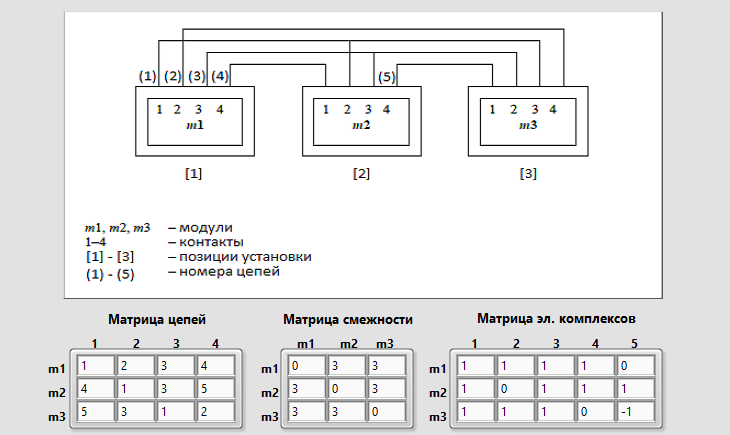 (1) (2) (3) (4) (5)
1 2 3 4 1 2 3 4 1 2 3 4
m1 m2 m3
[1] [2] [3]
m1, m2, m3 – модули
1–4 – контакты
[1] - [3] – позиции установки
(1) - (5) – номера цепей
Матрица цепей Матрица смежности Матрица эл. комплексов
1 2 3 4 m1 m2 m3 1 2 3 4 5
m1 1 2 3 4 m1 0 3 3 m1 1 1 1 1 0
m2 4 1 3 5 m2 3 0 3 m2 1 0 1 1 1
m3 5 3 1 2 m3 3 3 0 m3 1 1 1 0 -1